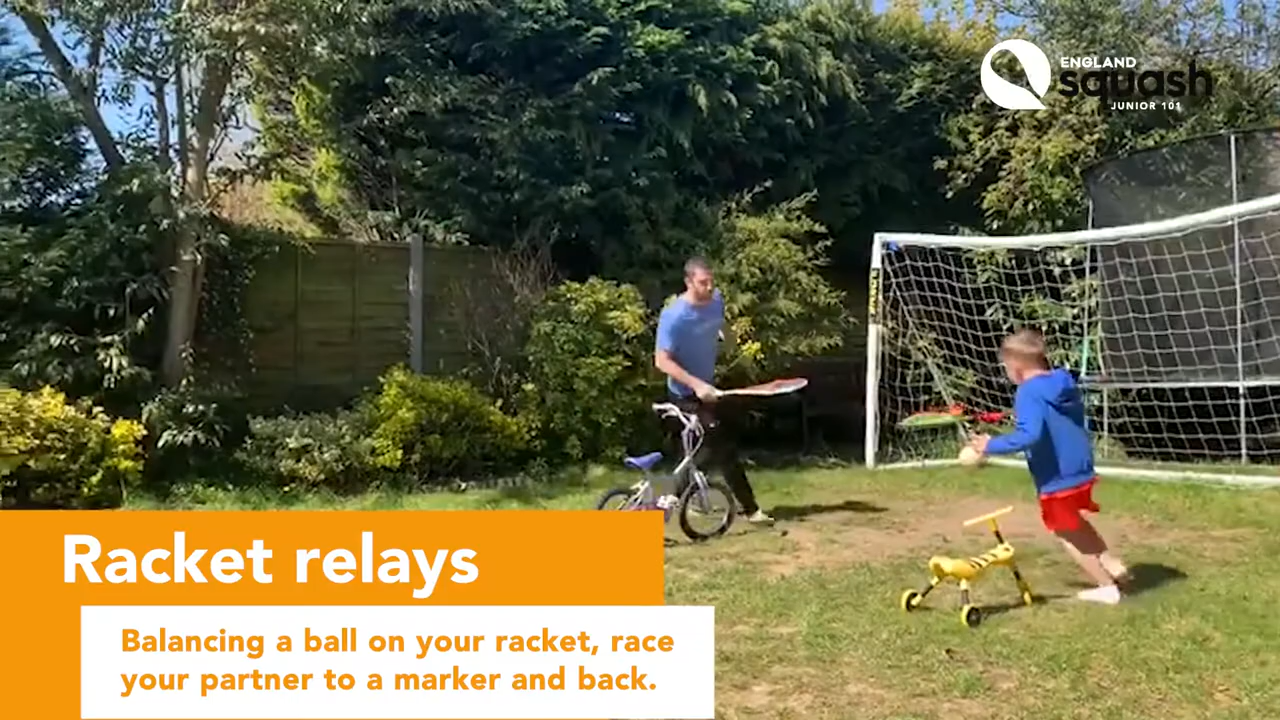 ENGLAND
squash
JUNIOR 101
Racket relays
Balancing a ball on your racket, race
your partner to a marker and back.